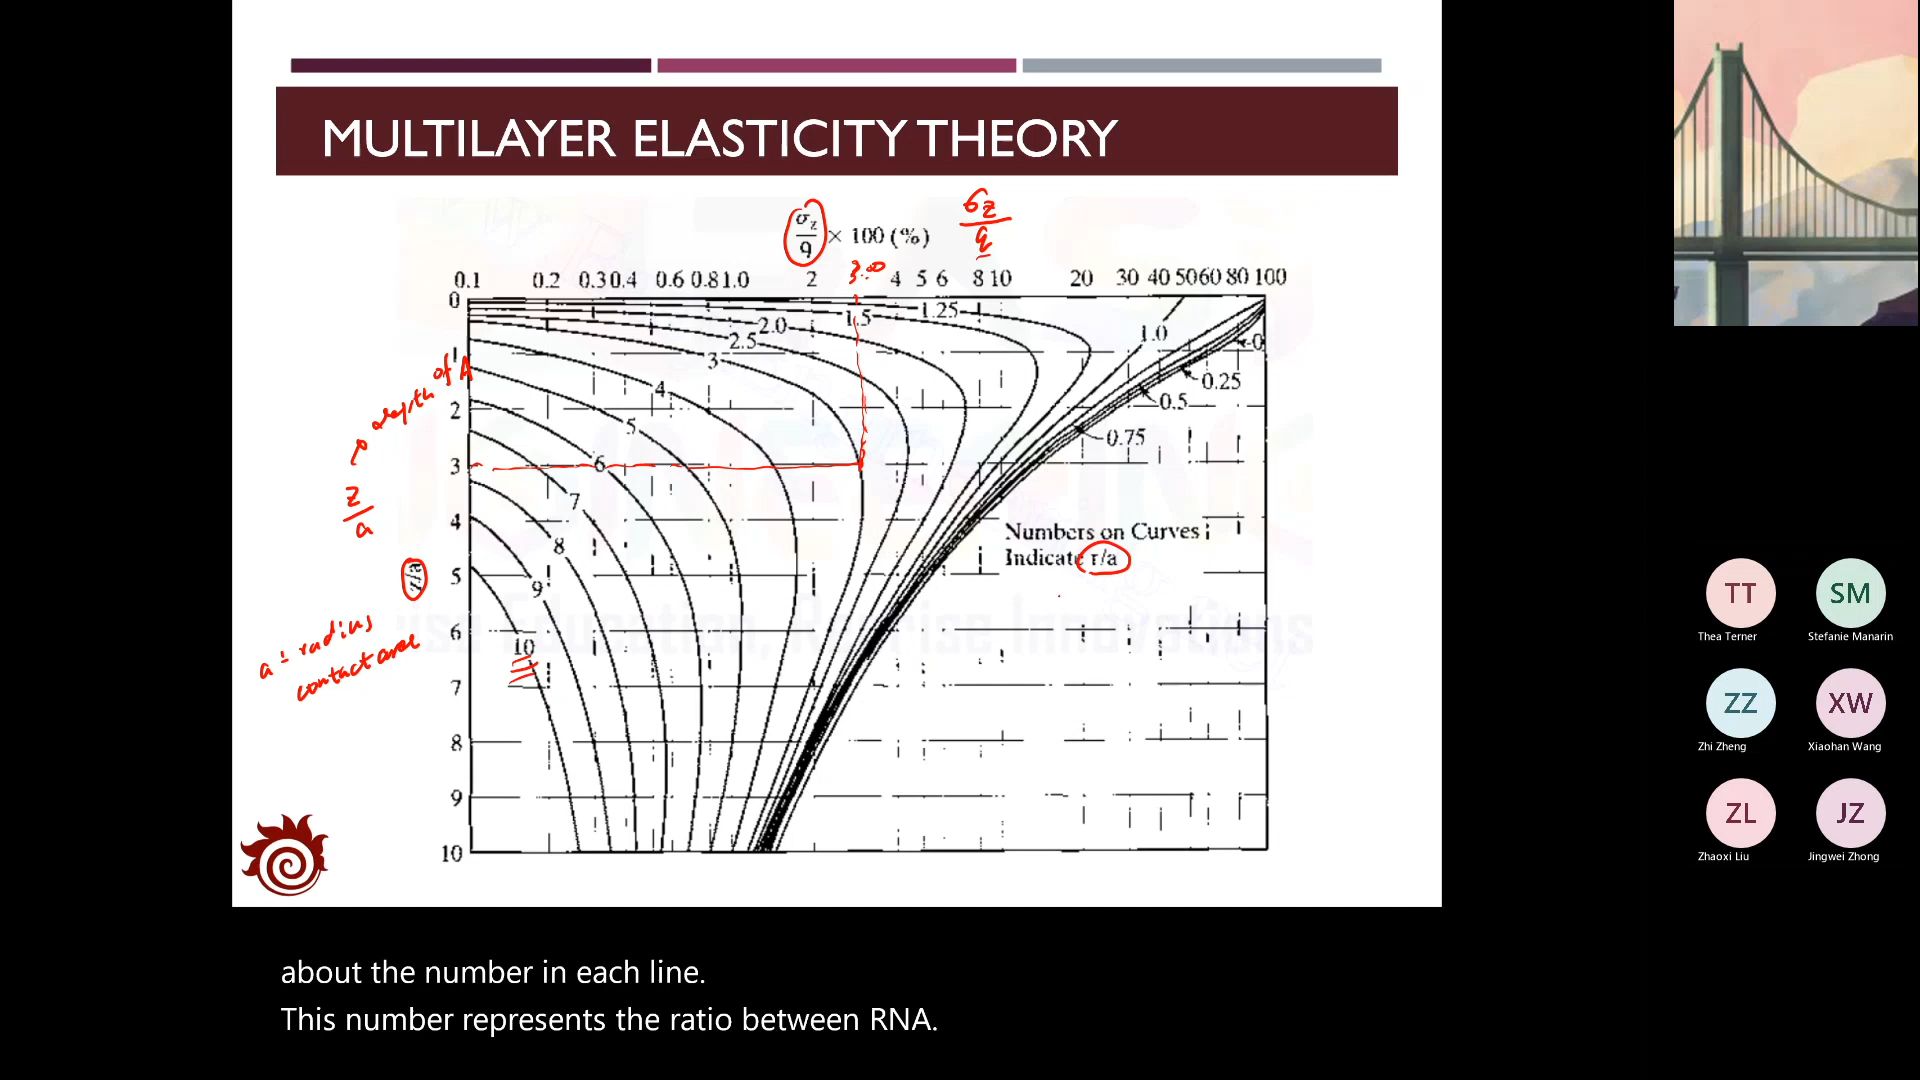 MULTILAYER ELASTICITY THEORY
σz/q × 100 (%)
σz/q
3.00
0.1 0.2 0.3 0.4 0.6 0.8 1.0 2 4 5 6 8 10 20 30 40 50 60 80 100
0
1.25
1.5
2.0
1.0
2.5
0
1
3
of A
depth
0.25
4
0.5
2
5
0.75
3
6
z/a
7
4
Numbers on Curves
Indicate r/a
8
z/a
5
9
a = radius
contact area
6
10
7
8
9
10
Rise Education, Reprise Innovations
TT
SM
Thea Terner
Stefanie Manarin
ZZ
XW
Zhi Zheng
Xiaohan Wang
ZL
JZ
Zhaoxi Liu
Jingwei Zhong
about the number in each line.
This number represents the ratio between RNA.